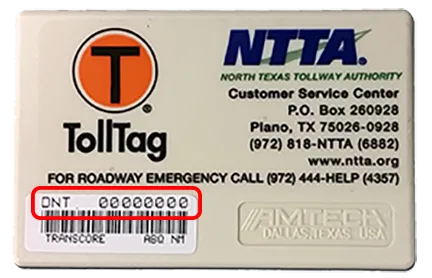 T
TollTag
NTTA.
NORTH TEXAS TOLLWAY AUTHORITY
Customer Service Center
P.O. Box 260928
Plano, TX 75026-0928
(972) 818-NTTA (6882)
www.ntta.org
FOR ROADWAY EMERGENCY CALL (972) 444-HELP (4357)
DNT. 00000000
TRANSCORE ABQ NM
AMTECH
DALLAS, TEXAS USA